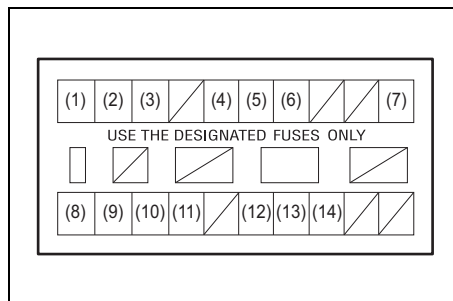 (1) (2) (3) (4) (5) (6) (7)
USE THE DESIGNATED FUSES ONLY
(8) (9) (10) (11) (12) (13) (14)